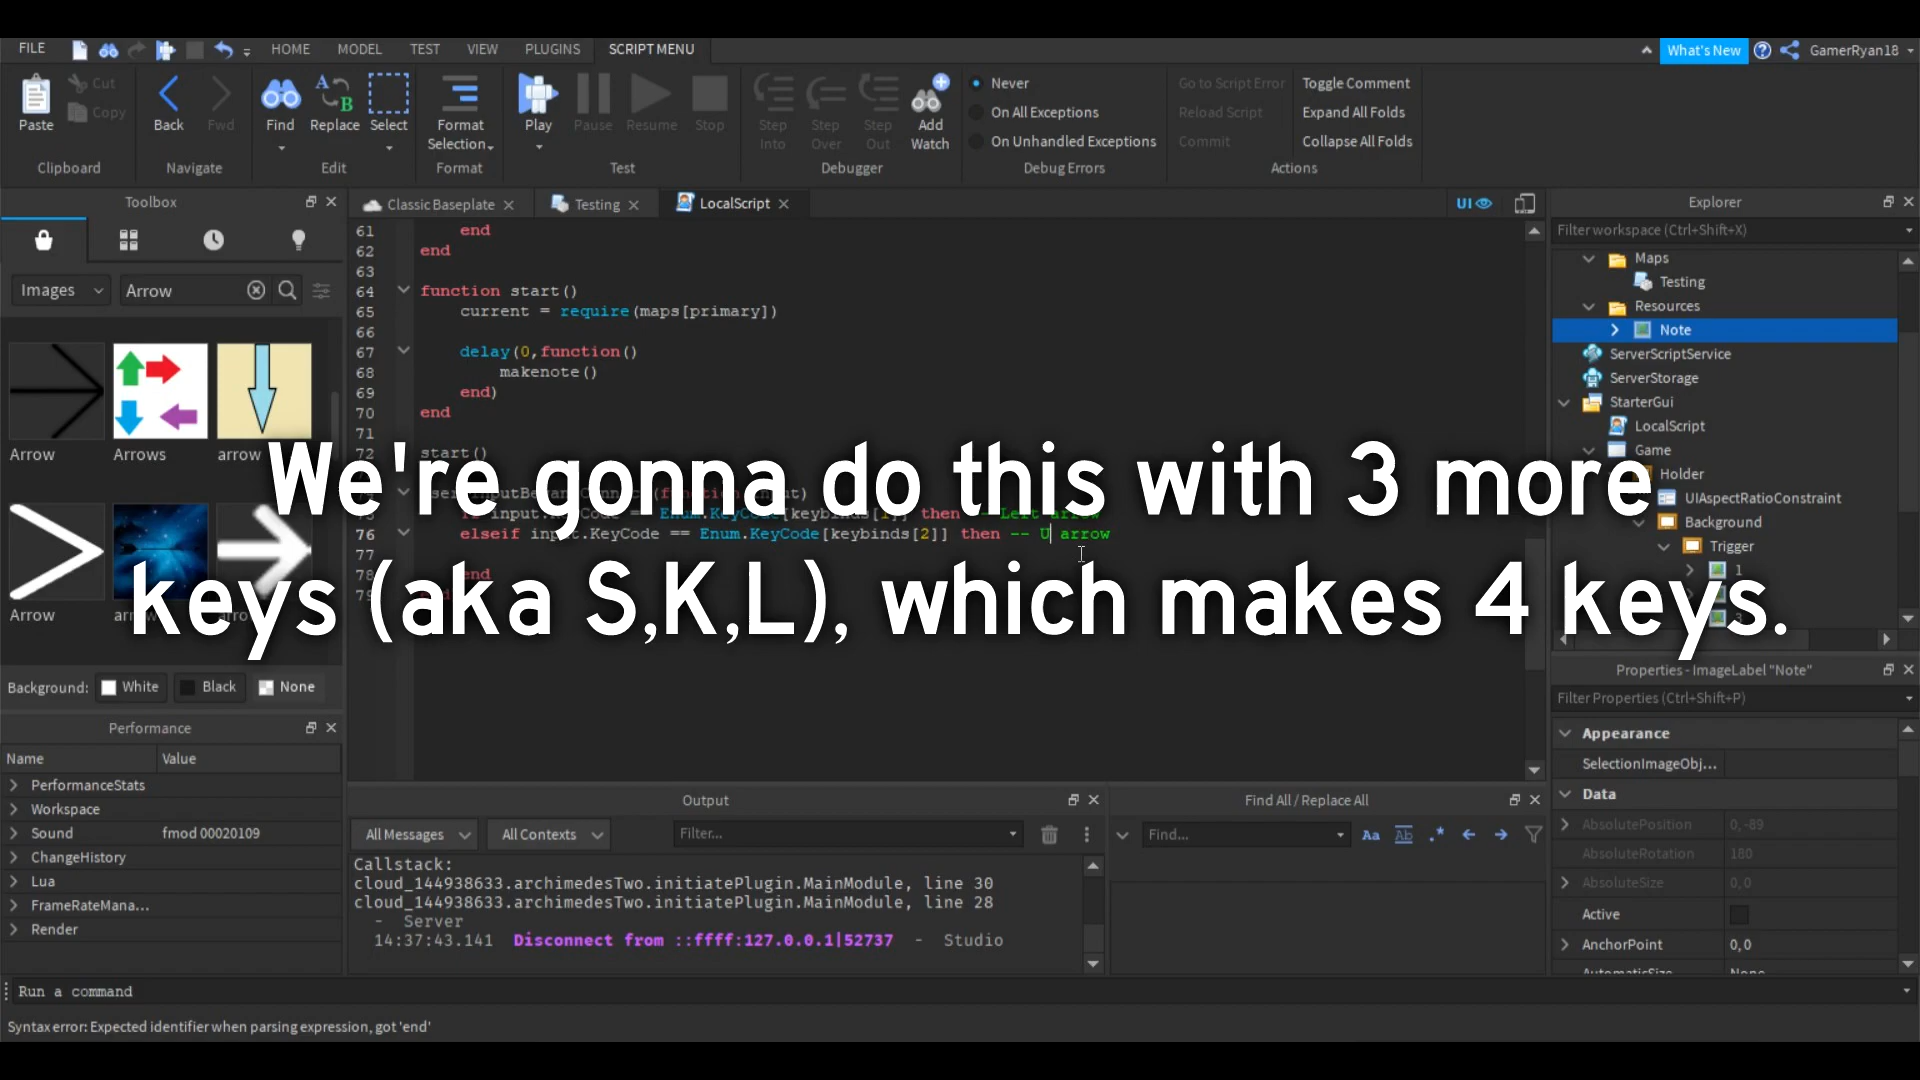 FILE HOME MODEL TEST VIEW PLUGINS SCRIPT MENU What's New GamerRyan18
Paste Cut Copy Clipboard
Back Fwd Navigate
Find Replace Select Edit
Format Selection Format
Play Pause Resume Stop Test
Step Into Step Over Step Out Add Watch Debugger
Never
On All Exceptions
On Unhandled Exceptions
Debug Errors
Go to Script Error Toggle Comment
Reload Script Expand All Folds
Commit Collapse All Folds
Actions
Toolbox
Images Arrow
Arrow Arrows arrow
Arrow
Background: White Black None
Performance
Name Value
PerformanceStats
Workspace
Sound fmod 00020109
ChangeHistory
Lua
FrameRateMana...
Render
Classic Baseplate Testing LocalScript UI
61 end
62 end
63
64 function start()
65 current = require(maps[primary])
66
67 delay(0,function()
68 makenote()
69 end)
70 end
71
72 start()
76 elseif input.KeyCode == Enum.KeyCode[keybinds[2]] then -- U arrow
77
78 end
We're gonna do this with 3 more
keys (aka S,K,L), which makes 4 keys.
Output
All Messages All Contexts Filter...
Callstack:
cloud_144938633.archimedesTwo.initiatePlugin.MainModule, line 30
cloud_144938633.archimedesTwo.initiatePlugin.MainModule, line 28
- Server
14:37:43.141 Disconnect from ::ffff:127.0.0.1|52737 - Studio
Find All / Replace All
Find... Aa Ab .*
Explorer
Filter workspace (Ctrl+Shift+X)
Maps
Testing
Resources
Note
ServerScriptService
ServerStorage
StarterGui
LocalScript
Game
Holder
UIAspectRatioConstraint
Background
Trigger
1
Properties - ImageLabel "Note"
Filter Properties (Ctrl+Shift+P)
Appearance
SelectionImageObj...
Data
AbsolutePosition 0, -89
AbsoluteRotation 180
AbsoluteSize 0, 0
Active
AnchorPoint 0, 0
AutomaticSize None
Run a command
Syntax error: Expected identifier when parsing expression, got 'end'